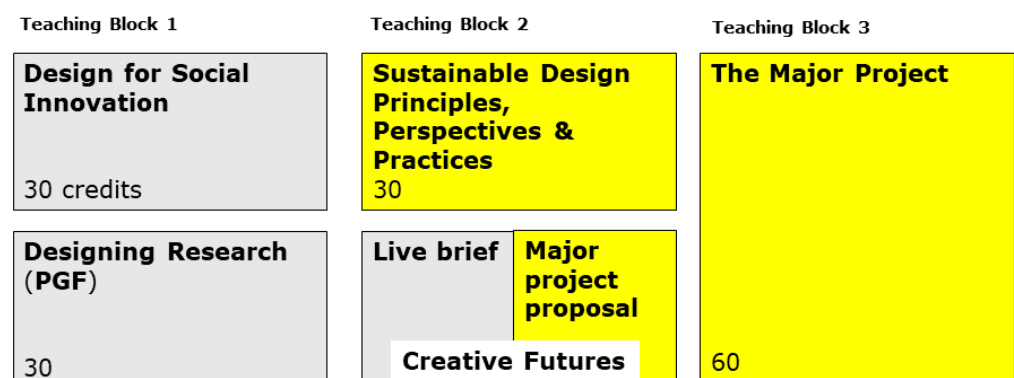 Teaching Block 1
Design for Social
Innovation
30 credits
Designing Research
(PGF)
30
Teaching Block 2
Sustainable Design
Principles,
Perspectives &
Practices
30
Live brief
Major
project
proposal
Creative Futures
Teaching Block 3
The Major Project
60